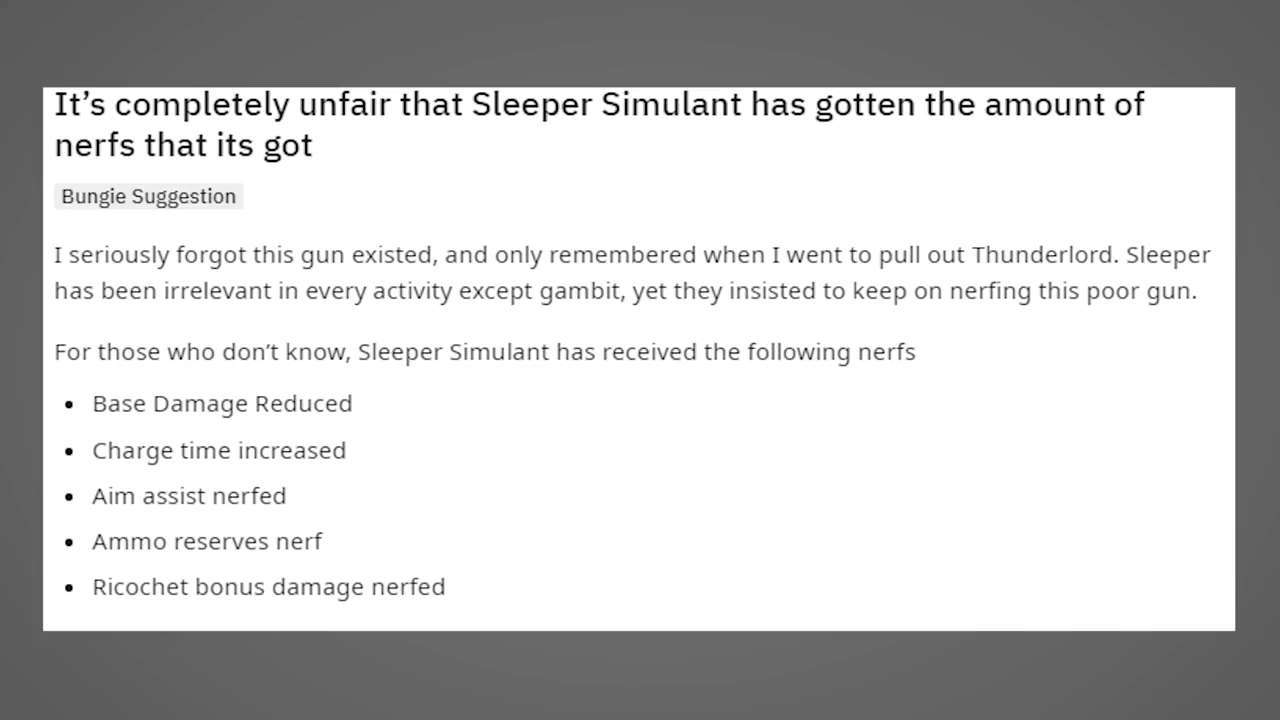 It’s completely unfair that Sleeper Simulant has gotten the amount of
nerfs that its got
Bungie Suggestion
I seriously forgot this gun existed, and only remembered when I went to pull out Thunderlord. Sleeper
has been irrelevant in every activity except gambit, yet they insisted to keep on nerfing this poor gun.
For those who don’t know, Sleeper Simulant has received the following nerfs
• Base Damage Reduced
• Charge time increased
• Aim assist nerfed
• Ammo reserves nerf
• Ricochet bonus damage nerfed